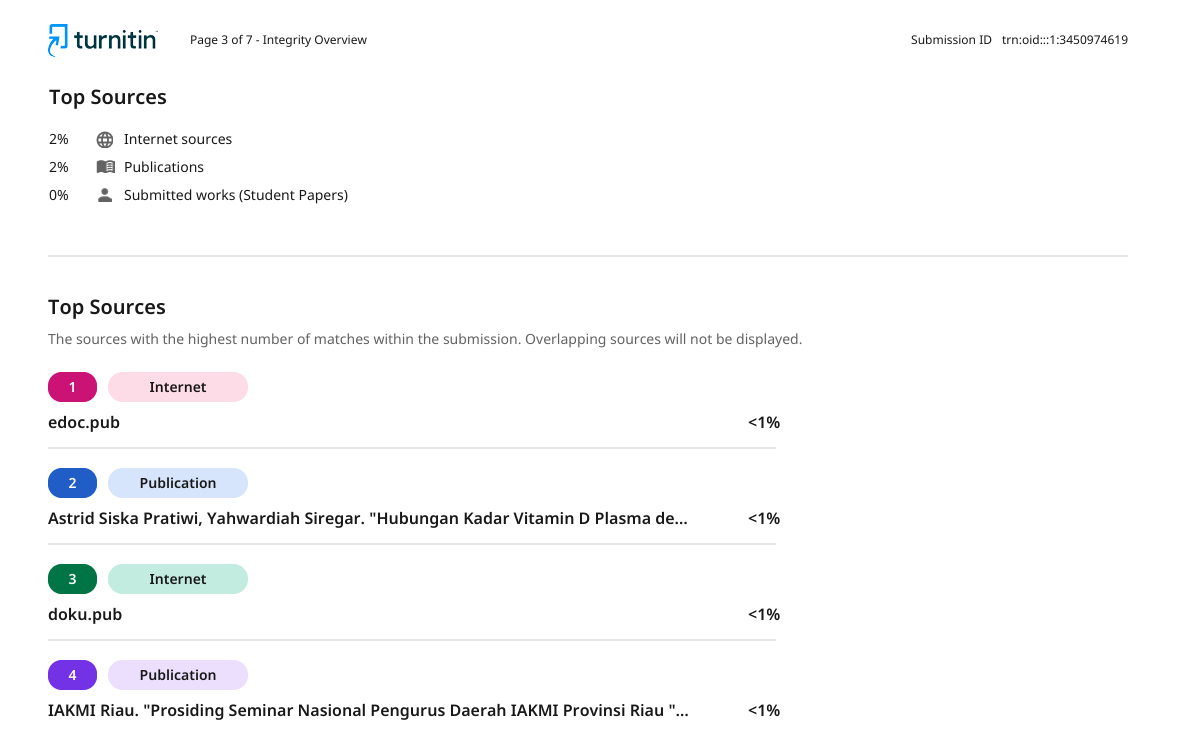 turnitin
Page 3 of 7 - Integrity Overview
Submission ID trn:oid:::1:3450974619
Top Sources
2% Internet sources
2% Publications
0% Submitted works (Student Papers)
Top Sources
The sources with the highest number of matches within the submission. Overlapping sources will not be displayed.
1 Internet
edoc.pub <1%
2 Publication
Astrid Siska Pratiwi, Yahwardiah Siregar. "Hubungan Kadar Vitamin D Plasma de... <1%
3 Internet
doku.pub <1%
4 Publication
IAKMI Riau. "Prosiding Seminar Nasional Pengurus Daerah IAKMI Provinsi Riau "... <1%